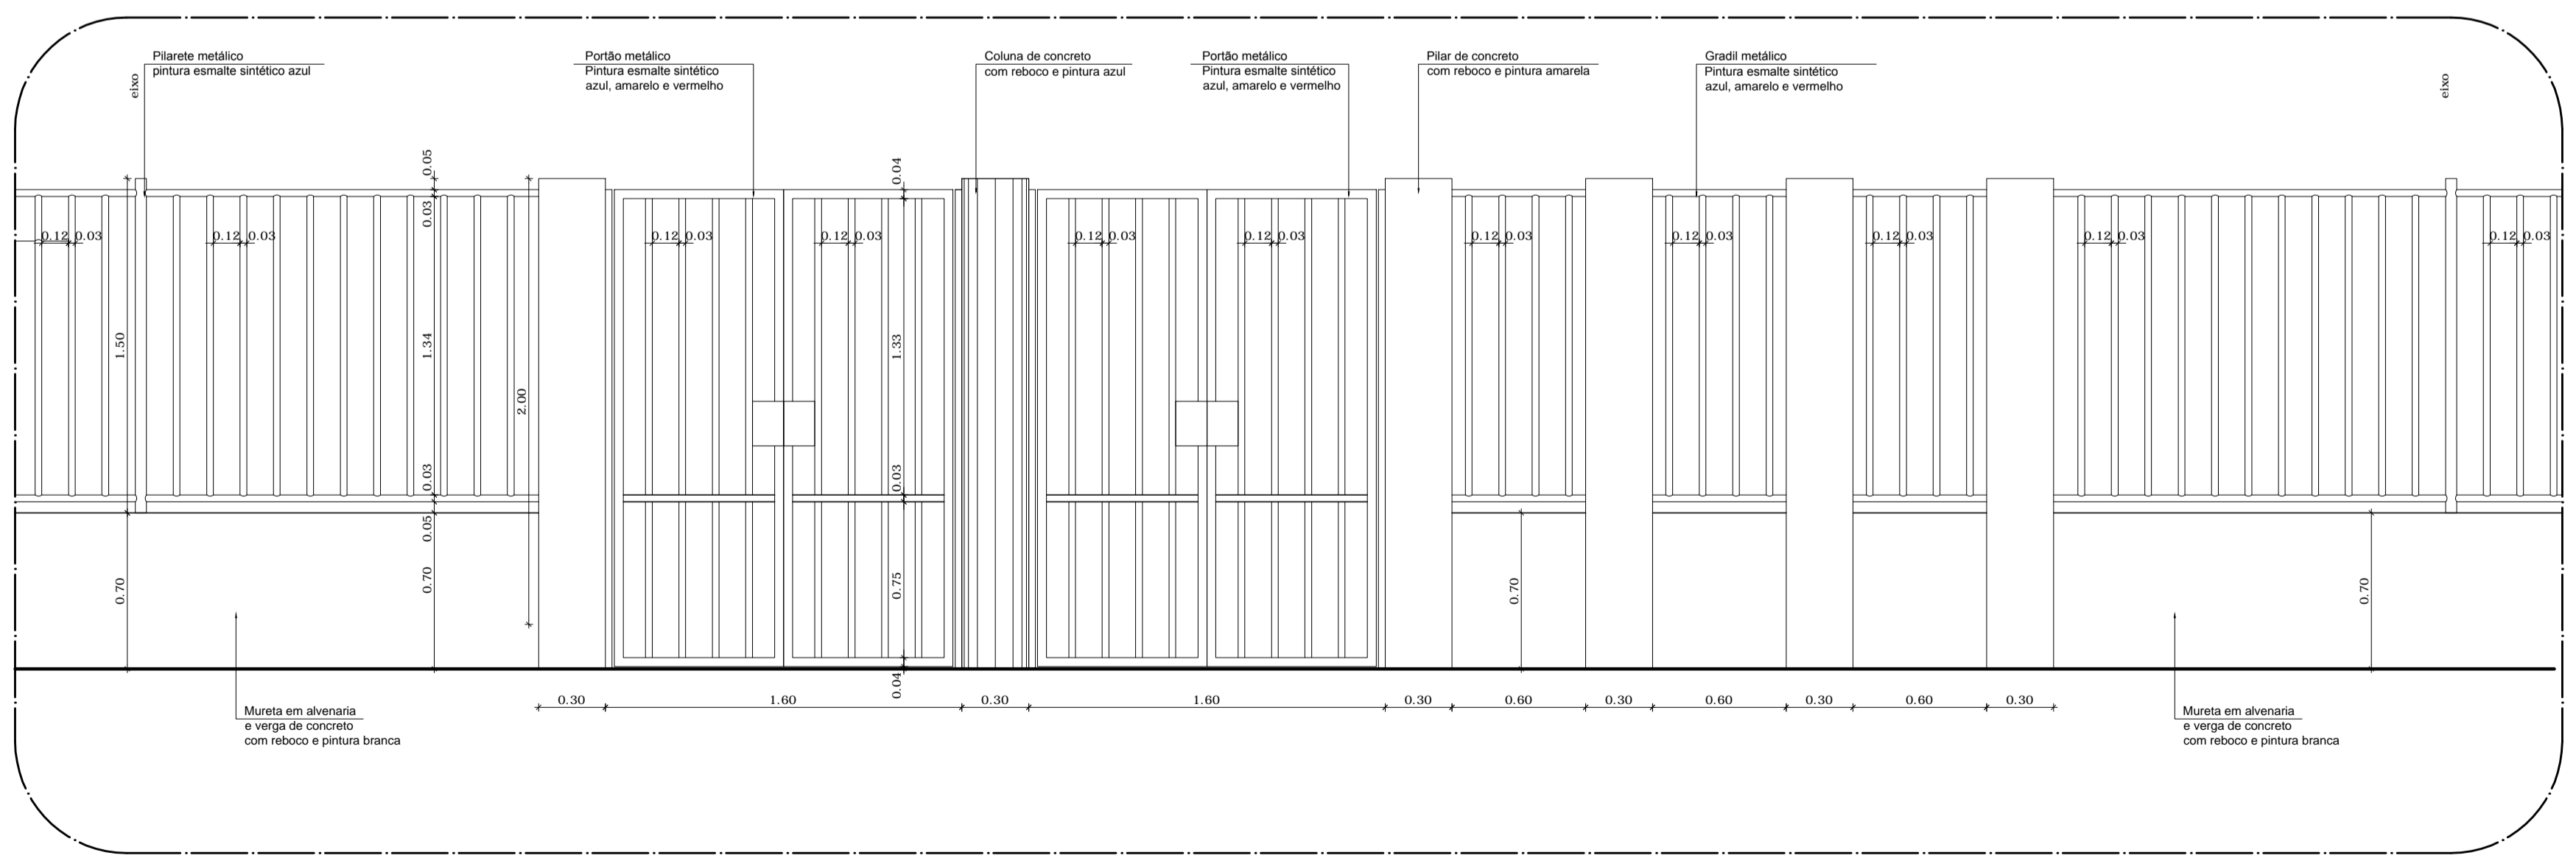 Pilarete metálico
pintura esmalte sintético azul
eixo
Portão metálico
Pintura esmalte sintético
azul, amarelo e vermelho
Coluna de concreto
com reboco e pintura azul
Portão metálico
Pintura esmalte sintético
azul, amarelo e vermelho
Pilar de concreto
com reboco e pintura amarela
Gradil metálico
Pintura esmalte sintético
azul, amarelo e vermelho
eixo
0.05
0.04
0.03
0.12 0.03
0.12 0.03
0.12 0.03
0.12 0.03
0.12 0.03
0.12 0.03
0.12 0.03
0.12 0.03
0.12 0.03
0.12 0.03
0.12 0.03
1.50
1.34
2.00
1.33
0.03
0.03
0.05
0.70
0.70
0.75
0.70
0.70
0.04
0.30
1.60
0.30
1.60
0.30
0.60
0.30
0.60
0.30
0.60
0.30
Mureta em alvenaria
e verga de concreto
com reboco e pintura branca
Mureta em alvenaria
e verga de concreto
com reboco e pintura branca